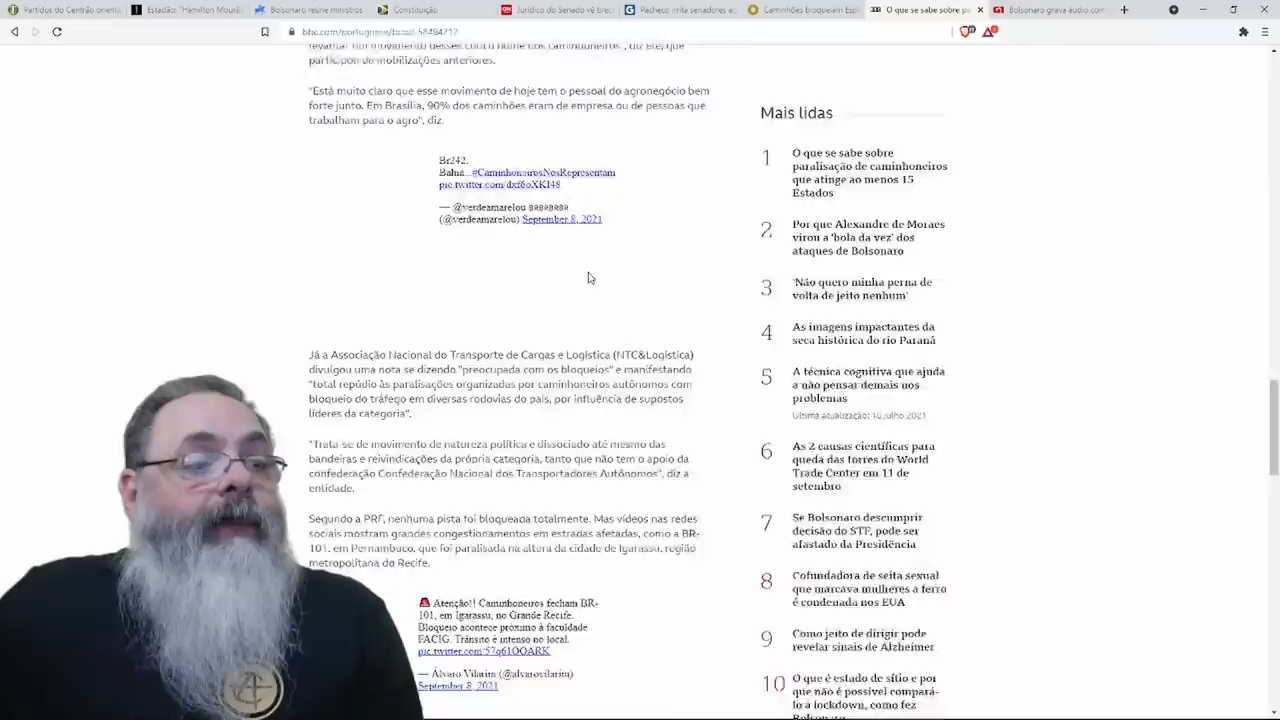 Partidos do Centrão orienta
Estadão: "Hamilton Mourã
Bolsonaro reúne ministros
Constituição
Jurídico do Senado vê brec
Pacheco irrita senadores ac
Caminhões bloqueiam Espl
O que se sabe sobre pa
Bolsonaro grava áudio com
bbc.com/portuguese/brasil-58494712
participou de mobilizações anteriores.
"Está muito claro que esse movimento de hoje tem o pessoal do agronegócio bem
forte junto. Em Brasília, 90% dos caminhões eram de empresa ou de pessoas que
trabalham para o agro", diz.
Br242.
Bahia...#CaminhoneirosNosRepresentam
— @verdeamarelou BRBRBRBR
(@verdeamarelou) September 8, 2021
Já a Associação Nacional do Transporte de Cargas e Logística (NTC&Logística)
divulgou uma nota se dizendo "preocupada com os bloqueios" e manifestando
"total repúdio às paralisações organizadas por caminhoneiros autônomos com
bloqueio do tráfego em diversas rodovias do país, por influência de supostos
líderes da categoria".
"Trata-se de movimento de natureza política e dissociado até mesmo das
bandeiras e reivindicações da própria categoria, tanto que não tem o apoio da
confederação Confederação Nacional dos Transportadores Autônomos", diz a
entidade.
Segundo a PRF, nenhuma pista foi bloqueada totalmente. Mas vídeos nas redes
sociais mostram grandes congestionamentos em estradas afetadas, como a BR-
101, em Pernambuco, que foi paralisada na altura da cidade de Igarassu, região
metropolitana do Recife.
Atenção!! Caminhoneiros fecham BR-
101, em Igarassu, no Grande Recife.
Bloqueio acontece próximo à faculdade
FACIG. Trânsito é intenso no local.
pic.twitter.com/57q61OOARK
— Álvaro Vilarim (@alvarovilarim)
September 8, 2021
Mais lidas
1
O que se sabe sobre
paralisação de caminhoneiros
que atinge ao menos 15
Estados
2
Por que Alexandre de Moraes
virou a 'bola da vez' dos
ataques de Bolsonaro
3
'Não quero minha perna de
volta de jeito nenhum'
4
As imagens impactantes da
seca histórica do rio Paraná
5
A técnica cognitiva que ajuda
a não pensar demais nos
problemas
Última atualização: 10 julho 2021
6
As 2 causas científicas para
queda das torres do World
Trade Center em 11 de
setembro
7
Se Bolsonaro descumprir
decisão do STF, pode ser
afastado da Presidência
8
Cofundadora de seita sexual
que marcava mulheres a ferro
é condenada nos EUA
9
Como jeito de dirigir pode
revelar sinais de Alzheimer
10
O que é estado de sítio e por
que não é possível compará-
lo a lockdown, como fez
Bolsonaro